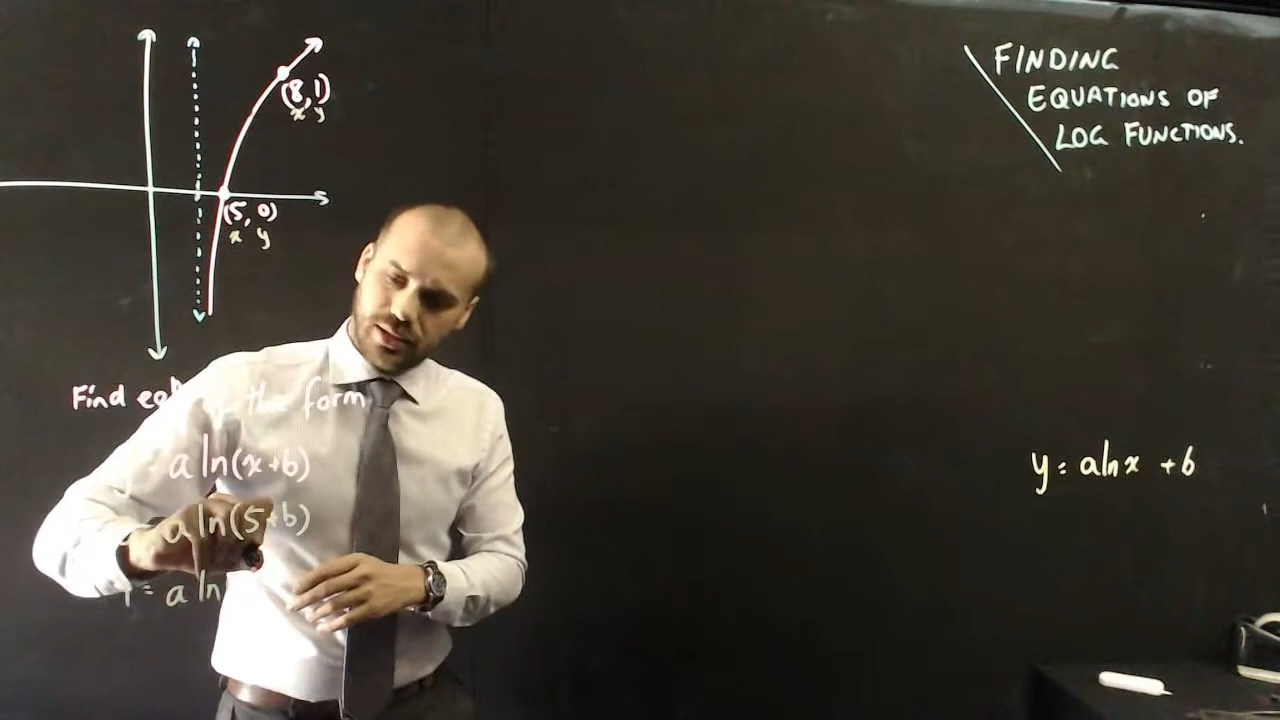 FINDING
EQUATIONS OF
LOG FUNCTIONS.
(8, 1)
x y
(5, 0)
x y
Find the form
= a ln(x+b)
a ln(5+b)
1 = a ln
y = a ln x + b